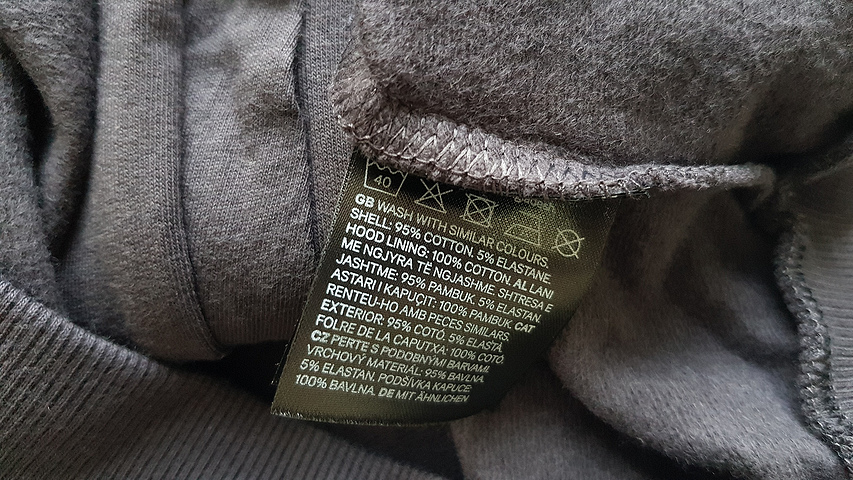 40
GB WASH WITH SIMILAR COLOURS.
SHELL: 95% COTTON. 5% ELASTANE.
HOOD LINING: 100% COTTON. AL LANI
ME NGJYRA TË NGJASHME. SHTRESA E
JASHTME: 95% PAMBUK. 5% ELASTAN.
ASTARI I KAPUÇIT: 100% PAMBUK. CAT
RENTEU-HO AMB PECES SIMILARS.
EXTERIOR: 95% COTÓ. 5% ELASTÀ.
FOLRE DE LA CAPUTXA: 100% COTÓ.
CZ PERTE S PODOBNÝMI BARVAMI.
VRCHOVÝ MATERIÁL: 95% BAVLNA.
5% ELASTAN. PODŠÍVKA KAPUCE:
100% BAVLNA. DE MIT ÄHNLICHEN